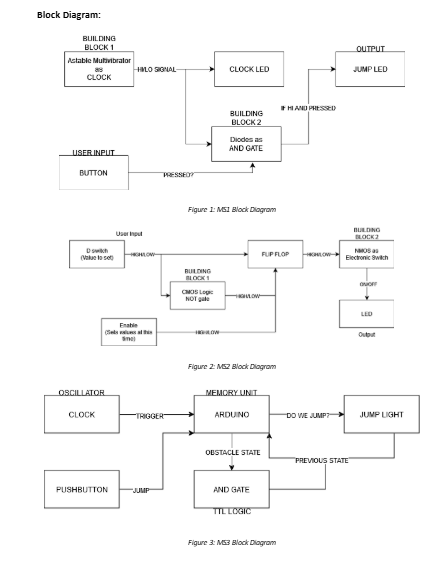 Block Diagram:
BUILDING
BLOCK 1
Astable Multivibrator
as
CLOCK
HI/LO SIGNAL
CLOCK LED
OUTPUT
JUMP LED
IF HI AND PRESSED
BUILDING
BLOCK 2
Diodes as
AND GATE
USER INPUT
BUTTON
PRESSED?
Figure 1: MS1 Block Diagram
User Input
D switch
(Value to set)
HIGH/LOW
FLIP FLOP
HIGH/LOW
BUILDING
BLOCK 2
NMOS as
Electronic Switch
BUILDING
BLOCK 1
CMOS Logic
NOT gate
HIGH/LOW
ON/OFF
LED
Output
Enable
(Sets values at this
time)
HIGH/LOW
Figure 2: MS2 Block Diagram
OSCILLATOR
CLOCK
TRIGGER
MEMORY UNIT
ARDUINO
DO WE JUMP?
JUMP LIGHT
OBSTACLE STATE
PREVIOUS STATE
PUSHBUTTON
JUMP
AND GATE
TTL LOGIC
Figure 3: MS3 Block Diagram